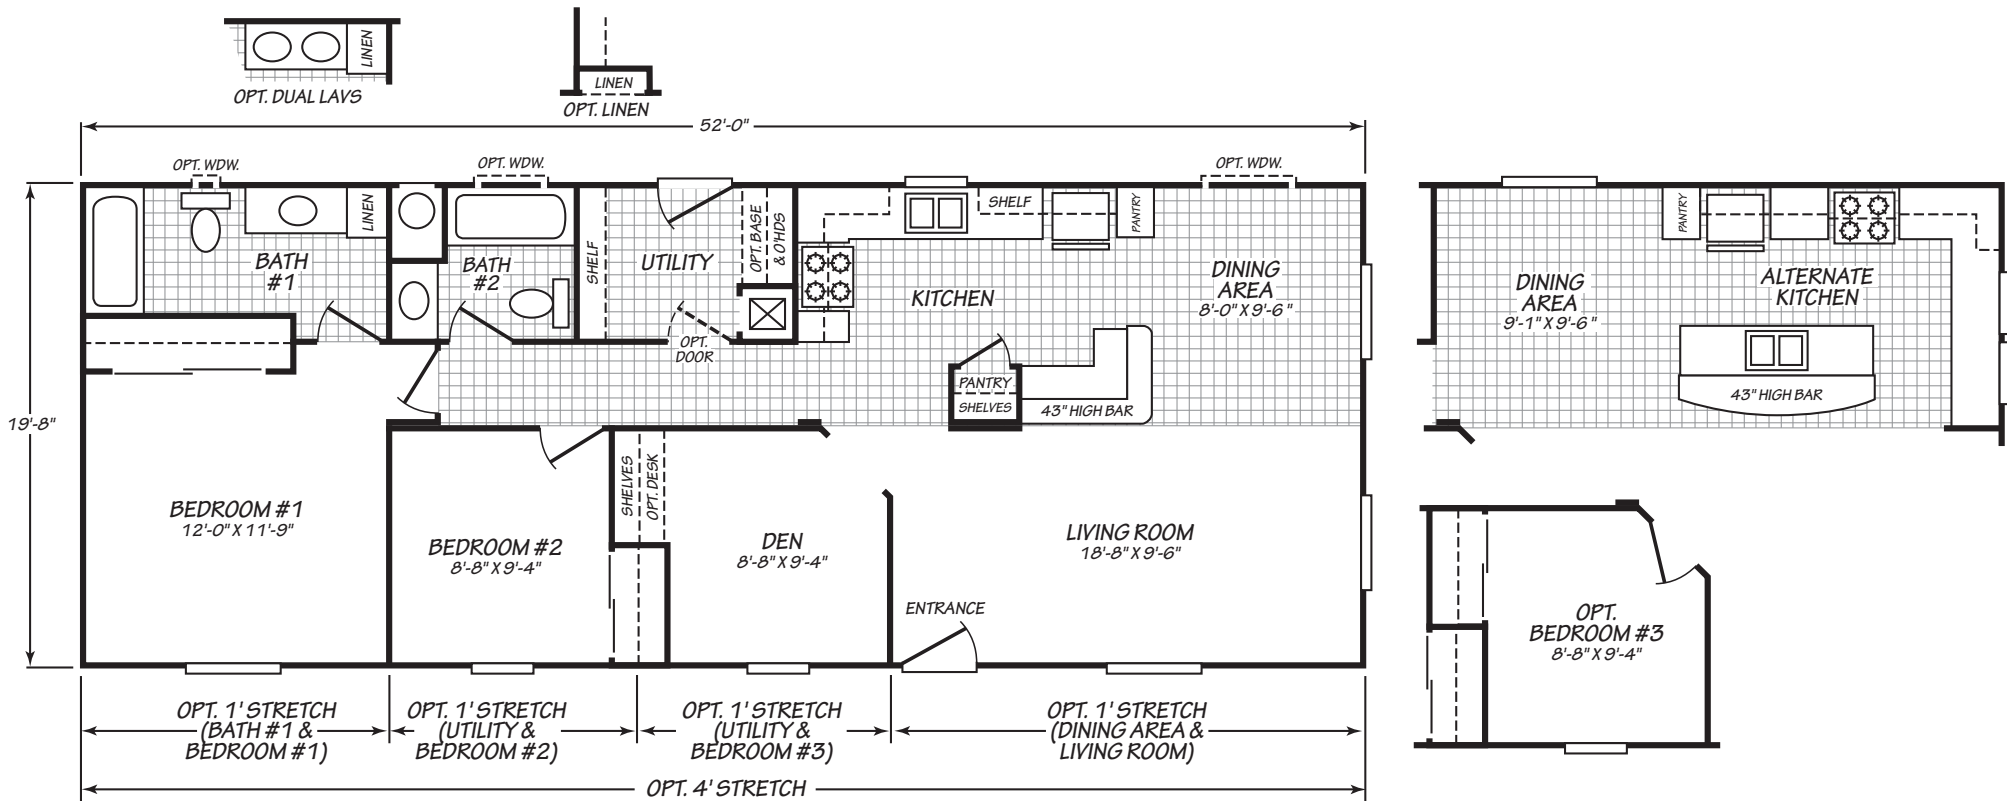 LINEN
OPT. DUAL LAVS
LINEN
OPT. LINEN
52'-0"
OPT. WDW.
OPT. WDW.
OPT. WDW.
19'-8"
LINEN
BATH
#1
BATH
#2
SHELF
UTILITY
OPT. BASE
& O'HDS
OPT.
DOOR
SHELF
PANTRY
KITCHEN
DINING
AREA
8'-0" X 9'-6"
PANTRY
SHELVES
43" HIGH BAR
BEDROOM #1
12'-0" X 11'-9"
BEDROOM #2
8'-8" X 9'-4"
SHELVES
OPT. DESK
DEN
8'-8" X 9'-4"
LIVING ROOM
18'-8" X 9'-6"
ENTRANCE
PANTRY
DINING
AREA
9'-1" X 9'-6"
ALTERNATE
KITCHEN
43" HIGH BAR
OPT.
BEDROOM #3
8'-8" X 9'-4"
OPT. 1' STRETCH
(BATH #1 &
BEDROOM #1)
OPT. 1' STRETCH
(UTILITY &
BEDROOM #2)
OPT. 1' STRETCH
(UTILITY &
BEDROOM #3)
OPT. 1' STRETCH
(DINING AREA &
LIVING ROOM)
OPT. 4' STRETCH